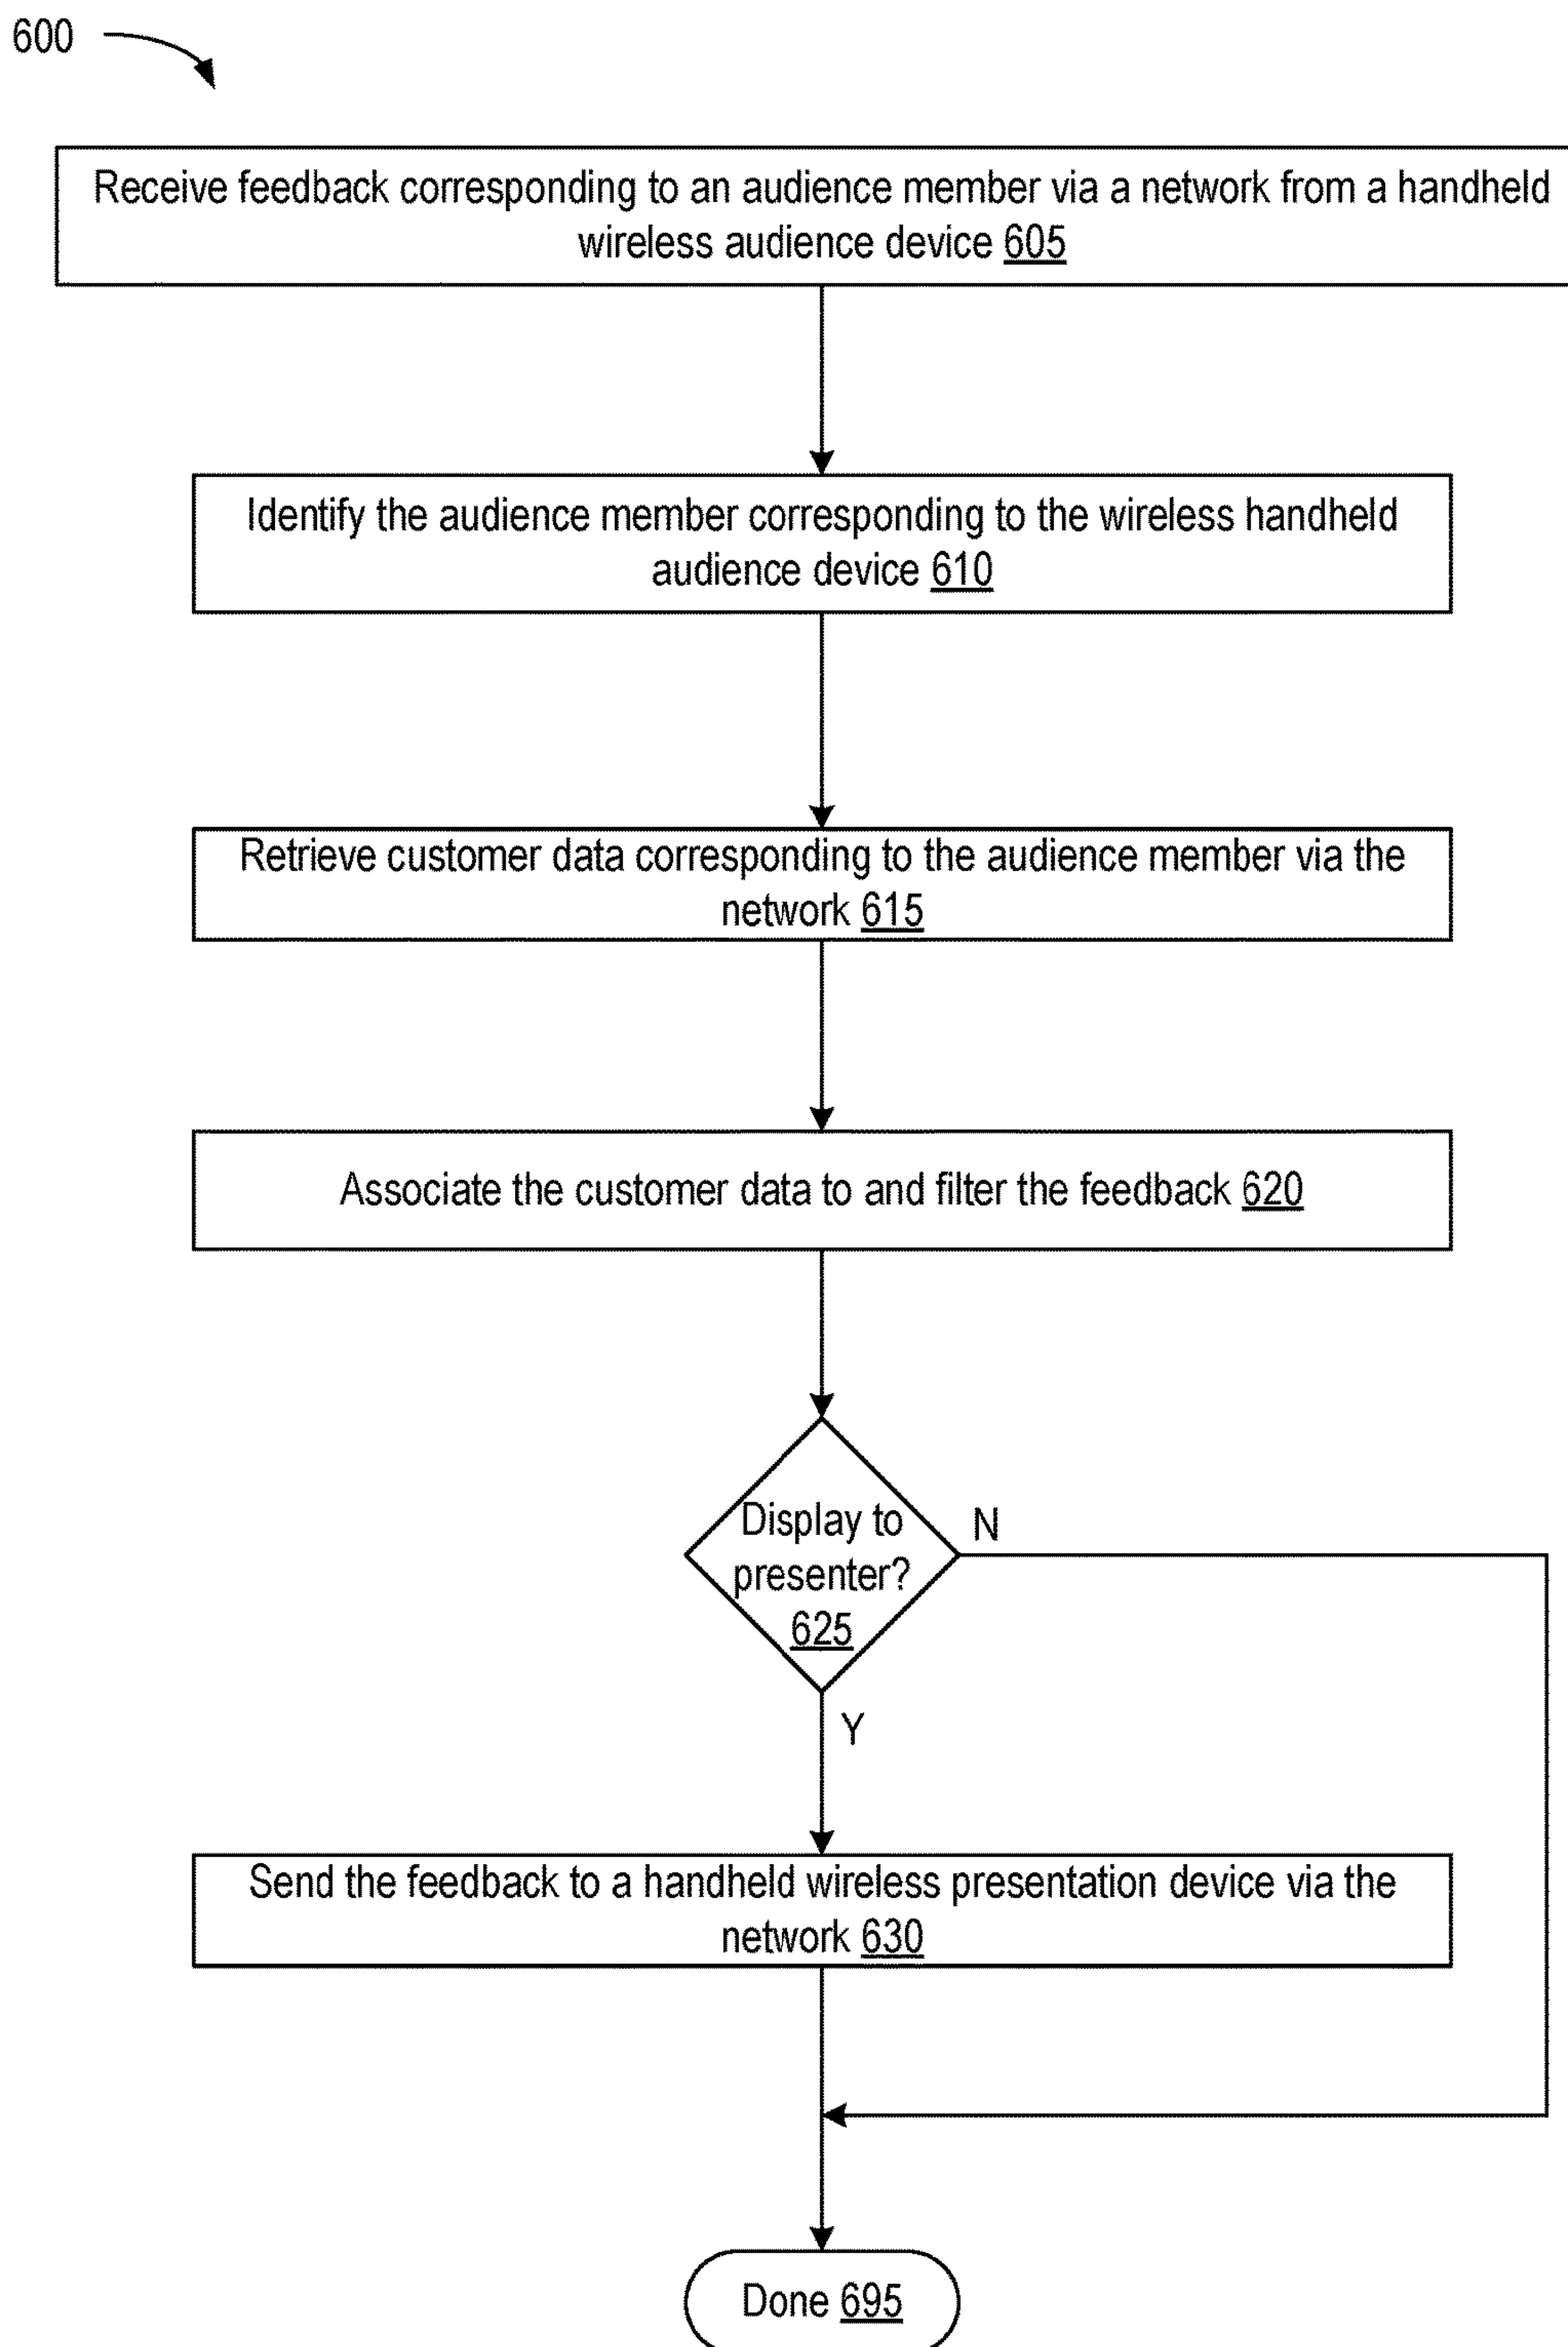 600
Receive feedback corresponding to an audience member via a network from a handheld
wireless audience device 605
Identify the audience member corresponding to the wireless handheld
audience device 610
Retrieve customer data corresponding to the audience member via the
network 615
Associate the customer data to and filter the feedback 620
Display to
presenter?
625
N
Y
Send the feedback to a handheld wireless presentation device via the
network 630
Done 695